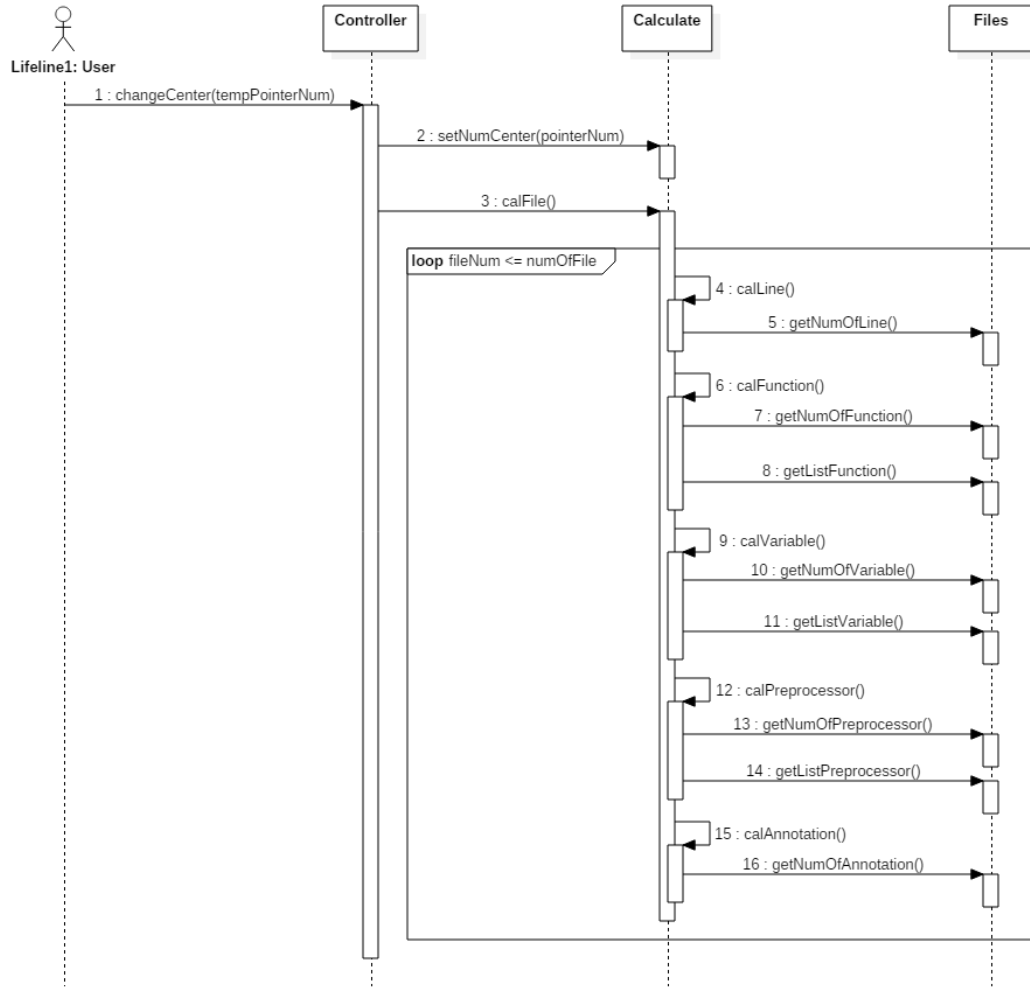 Controller
Calculate
Files
Lifeline1: User
1 : changeCenter(tempPointerNum)
2 : setNumCenter(pointerNum)
3 : calFile()
loop fileNum <= numOfFile
4 : calLine()
5 : getNumOfLine()
6 : calFunction()
7 : getNumOfFunction()
8 : getListFunction()
9 : calVariable()
10 : getNumOfVariable()
11 : getListVariable()
12 : calPreprocessor()
13 : getNumOfPreprocessor()
14 : getListPreprocessor()
15 : calAnnotation()
16 : getNumOfAnnotation()